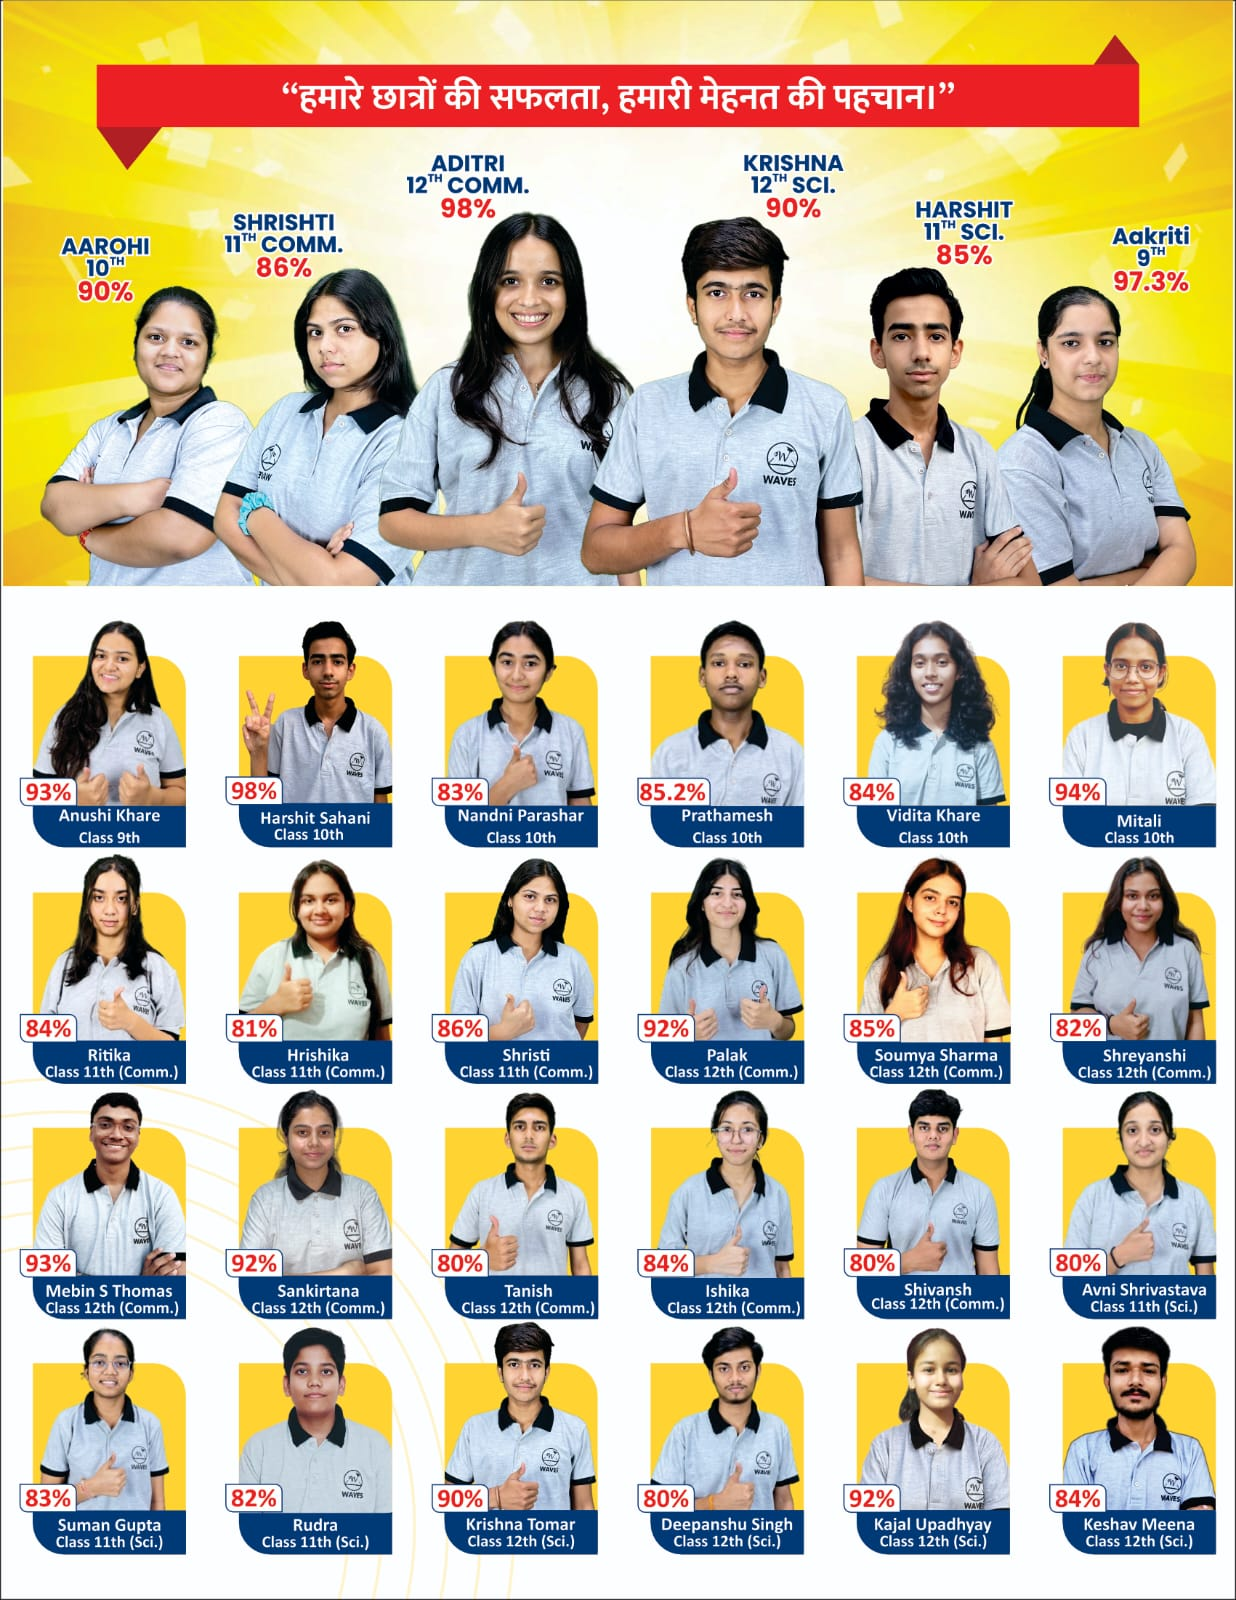 “हमारे छात्रों की सफलता, हमारी मेहनत की पहचान।”
AAROHI
10TH
90%
SHRISHTI
11TH COMM.
86%
ADITRI
12TH COMM.
98%
KRISHNA
12TH SCI.
90%
HARSHIT
11TH SCI.
85%
Aakriti
9TH
97.3%
WAVES
93%
Anushi Khare
Class 9th
98%
Harshit Sahani
Class 10th
83%
Nandni Parashar
Class 10th
85.2%
Prathamesh
Class 10th
84%
Vidita Khare
Class 10th
94%
Mitali
Class 10th
84%
Ritika
Class 11th (Comm.)
81%
Hrishika
Class 11th (Comm.)
86%
Shristi
Class 11th (Comm.)
92%
Palak
Class 12th (Comm.)
85%
Soumya Sharma
Class 12th (Comm.)
82%
Shreyanshi
Class 12th (Comm.)
93%
Mebin S Thomas
Class 12th (Comm.)
92%
Sankirtana
Class 12th (Comm.)
80%
Tanish
Class 12th (Comm.)
84%
Ishika
Class 12th (Comm.)
80%
Shivansh
Class 12th (Comm.)
80%
Avni Shrivastava
Class 11th (Sci.)
83%
Suman Gupta
Class 11th (Sci.)
82%
Rudra
Class 11th (Sci.)
90%
Krishna Tomar
Class 12th (Sci.)
80%
Deepanshu Singh
Class 12th (Sci.)
92%
Kajal Upadhyay
Class 12th (Sci.)
84%
Keshav Meena
Class 12th (Sci.)